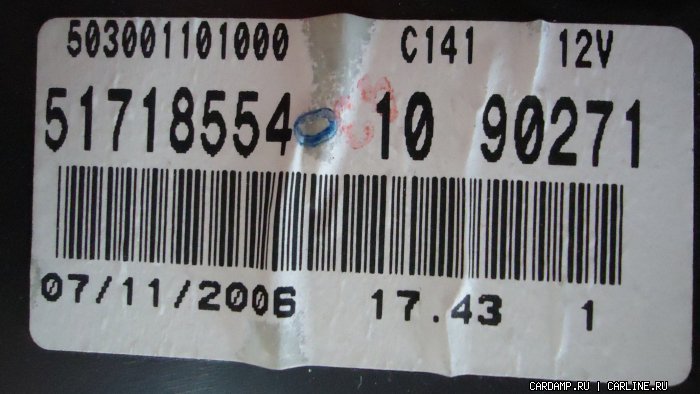 503001101000 C141 12V
51718554 10 90271
07/11/2006 17.43 1
CARDAMP.RU | CARLINE.RU